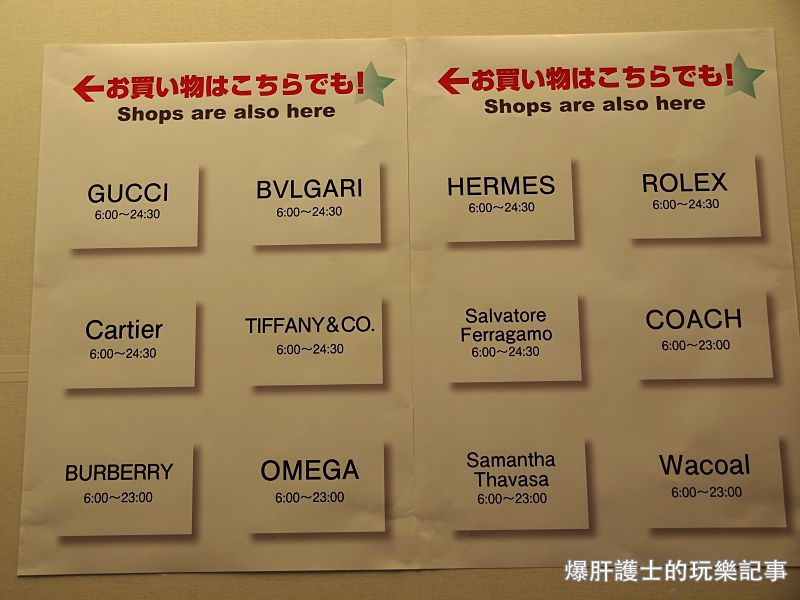 ←お買い物はこちらでも!
Shops are also here
GUCCI
6:00～24:30
BVLGARI
6:00～24:30
Cartier
6:00～24:30
TIFFANY&CO.
6:00～24:30
BURBERRY
6:00～23:00
OMEGA
6:00～23:00
←お買い物はこちらでも!
Shops are also here
HERMES
6:00～24:30
ROLEX
6:00～24:30
Salvatore
Ferragamo
6:00～24:30
COACH
6:00～23:00
Samantha
Thavasa
6:00～23:00
Wacoal
6:00～23:00
爆肝護士的玩樂記事